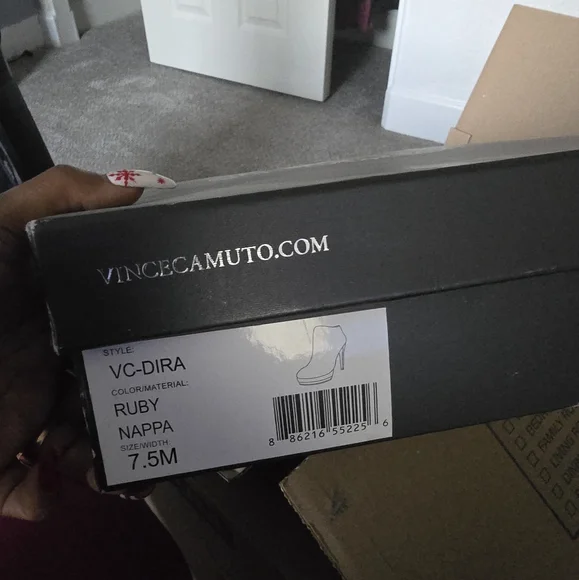 VINCECAMUTO.COM
STYLE:
VC-DIRA
COLOR/MATERIAL:
RUBY
NAPPA
SIZE/WIDTH:
7.5M
8 86216 55225 6